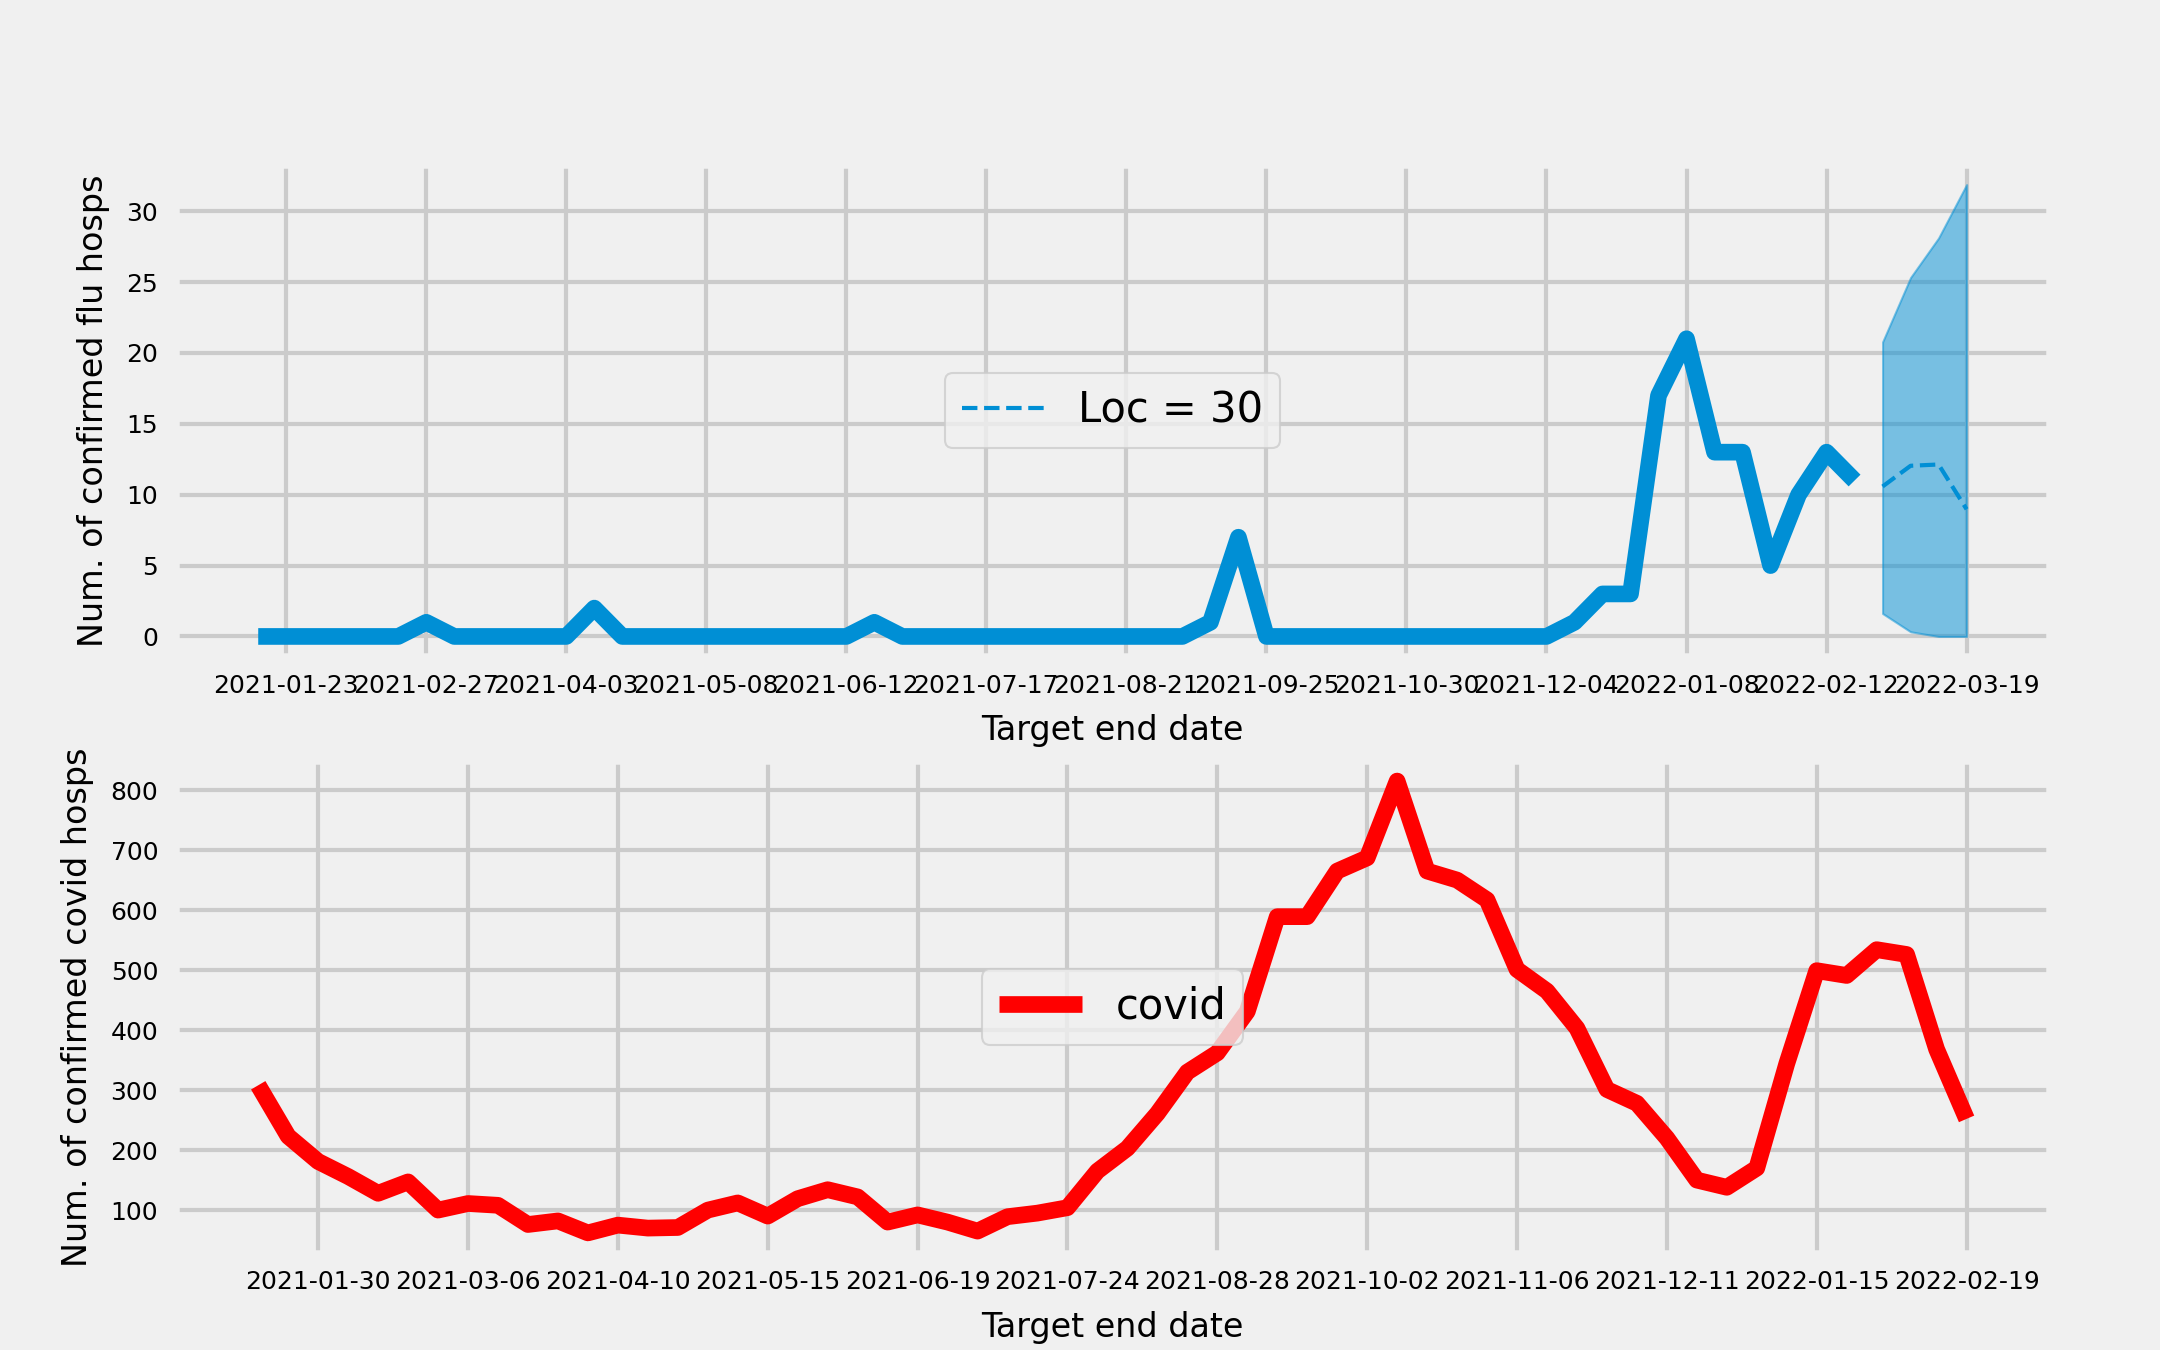 Num. of confirmed flu hosps
30
25
20
15
10
5
0
Loc = 30
2021-01-23 2021-02-27 2021-04-03 2021-05-08 2021-06-12 2021-07-17 2021-08-21 2021-09-25 2021-10-30 2021-12-04 2022-01-08 2022-02-12 2022-03-19
Target end date
Num. of confirmed covid hosps
800
700
600
500
400
300
200
100
covid
2021-01-30 2021-03-06 2021-04-10 2021-05-15 2021-06-19 2021-07-24 2021-08-28 2021-10-02 2021-11-06 2021-12-11 2022-01-15 2022-02-19
Target end date